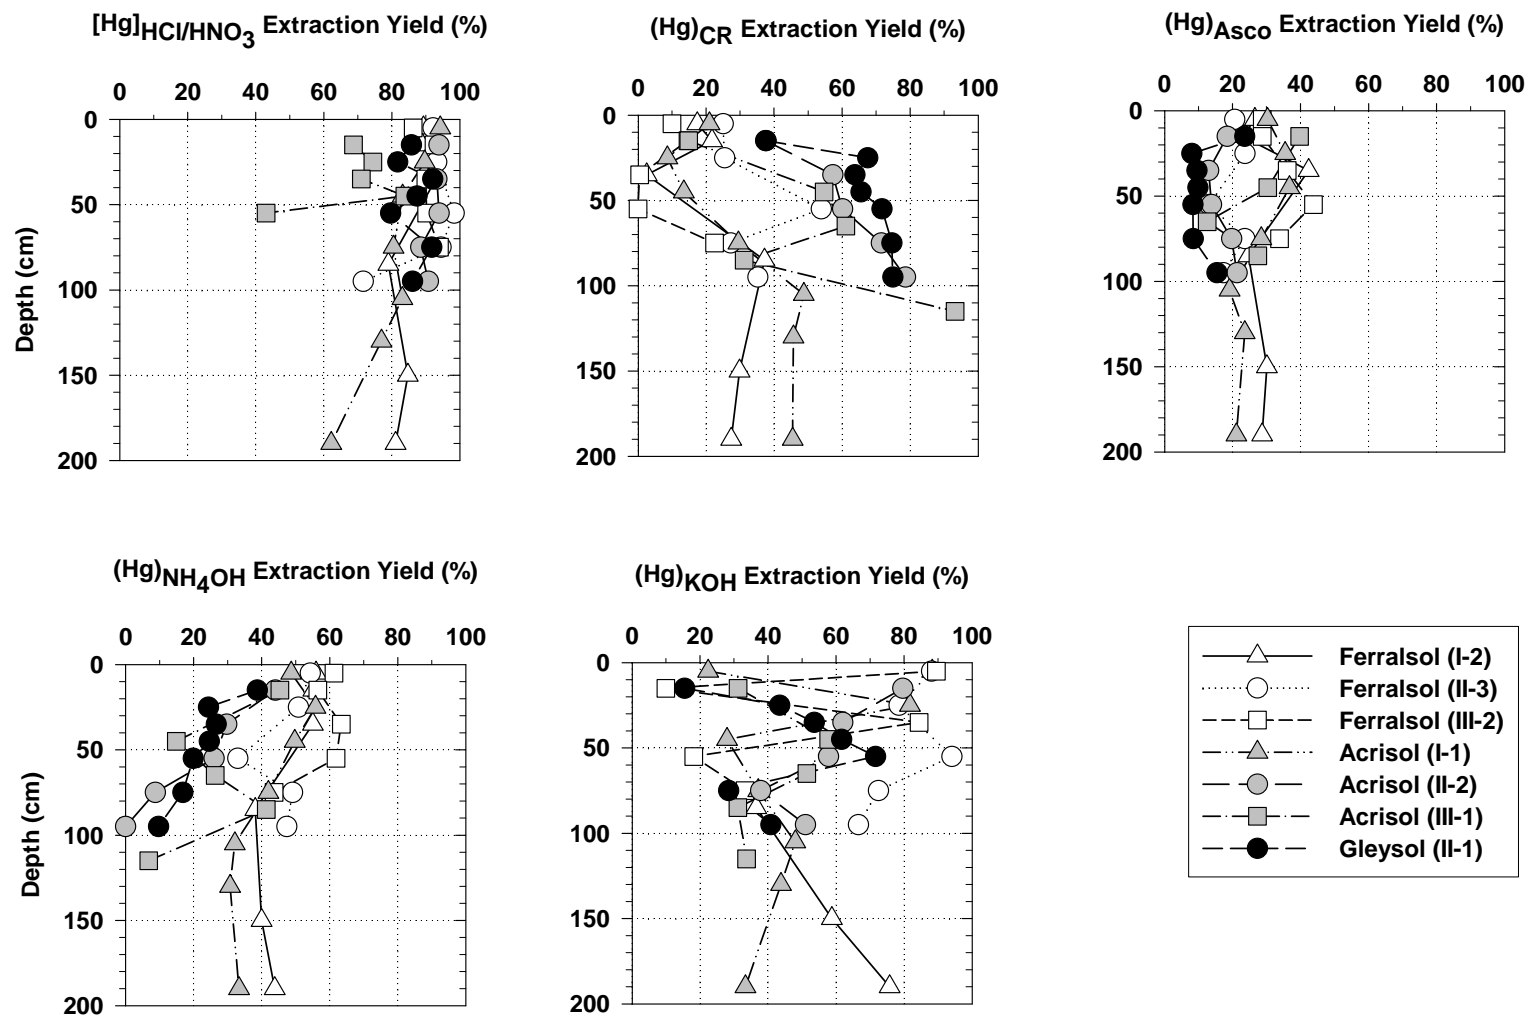 [Hg]HCl/HNO3 Extraction Yield (%)
0 20 40 60 80 100
0
50
100
150
200
Depth (cm)
(Hg)CR Extraction Yield (%)
0 20 40 60 80 100
0
50
100
150
200
(Hg)Asco Extraction Yield (%)
0 20 40 60 80 100
0
50
100
150
200
(Hg)NH4OH Extraction Yield (%)
0 20 40 60 80 100
0
50
100
150
200
Depth (cm)
(Hg)KOH Extraction Yield (%)
0 20 40 60 80 100
0
50
100
150
200
Ferralsol (I-2)
Ferralsol (II-3)
Ferralsol (III-2)
Acrisol (I-1)
Acrisol (II-2)
Acrisol (III-1)
Gleysol (II-1)